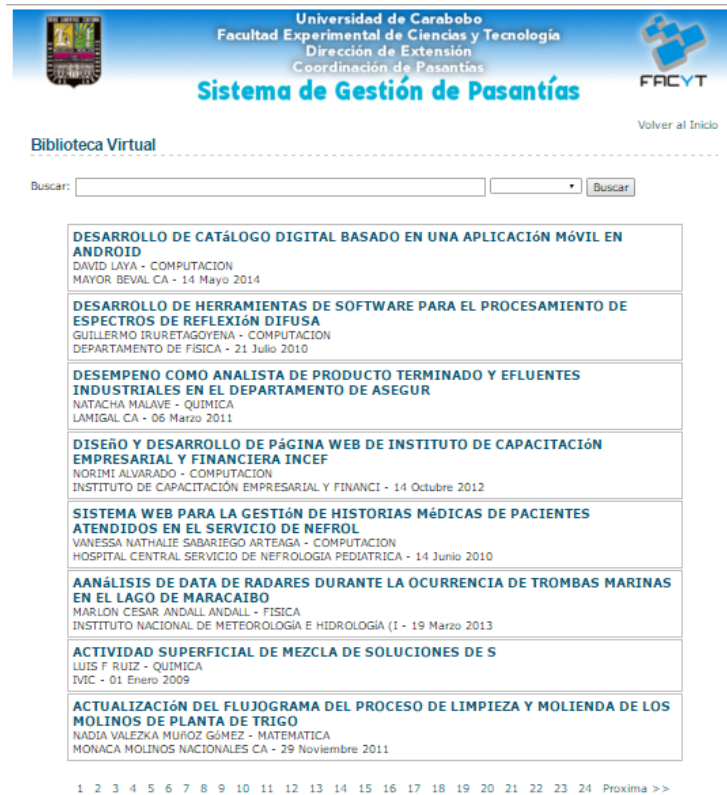 Universidad de Carabobo
Facultad Experimental de Ciencias y Tecnología
Dirección de Extensión
Coordinación de Pasantías
Sistema de Gestión de Pasantías
FACYT
Volver al Inicio
Biblioteca Virtual
Buscar:
Buscar
DESARROLLO DE CATáLOGO DIGITAL BASADO EN UNA APLICACIóN MóVIL EN
ANDROID
DAVID LAYA - COMPUTACION
MAYOR BEVAL CA - 14 Mayo 2014
DESARROLLO DE HERRAMIENTAS DE SOFTWARE PARA EL PROCESAMIENTO DE
ESPECTROS DE REFLEXIóN DIFUSA
GUILLERMO IRURETAGOYENA - COMPUTACION
DEPARTAMENTO DE FíSICA - 21 Julio 2010
DESEMPENO COMO ANALISTA DE PRODUCTO TERMINADO Y EFLUENTES
INDUSTRIALES EN EL DEPARTAMENTO DE ASEGUR
NATACHA MALAVE - QUIMICA
LAMIGAL CA - 06 Marzo 2011
DISEñO Y DESARROLLO DE PáGINA WEB DE INSTITUTO DE CAPACITACIóN
EMPRESARIAL Y FINANCIERA INCEF
NORIMI ALVARADO - COMPUTACION
INSTITUTO DE CAPACITACIÓN EMPRESARIAL Y FINANCI - 14 Octubre 2012
SISTEMA WEB PARA LA GESTIóN DE HISTORIAS MéDICAS DE PACIENTES
ATENDIDOS EN EL SERVICIO DE NEFROL
VANESSA NATHALIE SABARIEGO ARTEAGA - COMPUTACION
HOSPITAL CENTRAL SERVICIO DE NEFROLOGIA PEDIATRICA - 14 Junio 2010
AANáLISIS DE DATA DE RADARES DURANTE LA OCURRENCIA DE TROMBAS MARINAS
EN EL LAGO DE MARACAIBO
MARLON CESAR ANDALL ANDALL - FISICA
INSTITUTO NACIONAL DE METEOROLOGíA E HIDROLOGíA (I - 19 Marzo 2013
ACTIVIDAD SUPERFICIAL DE MEZCLA DE SOLUCIONES DE S
LUIS F RUIZ - QUIMICA
IVIC - 01 Enero 2009
ACTUALIZACIóN DEL FLUJOGRAMA DEL PROCESO DE LIMPIEZA Y MOLIENDA DE LOS
MOLINOS DE PLANTA DE TRIGO
NADIA VALEZKA MUñOZ GóMEZ - MATEMATICA
MONACA MOLINOS NACIONALES CA - 29 Noviembre 2011
1 2 3 4 5 6 7 8 9 10 11 12 13 14 15 16 17 18 19 20 21 22 23 24 Proxima >>